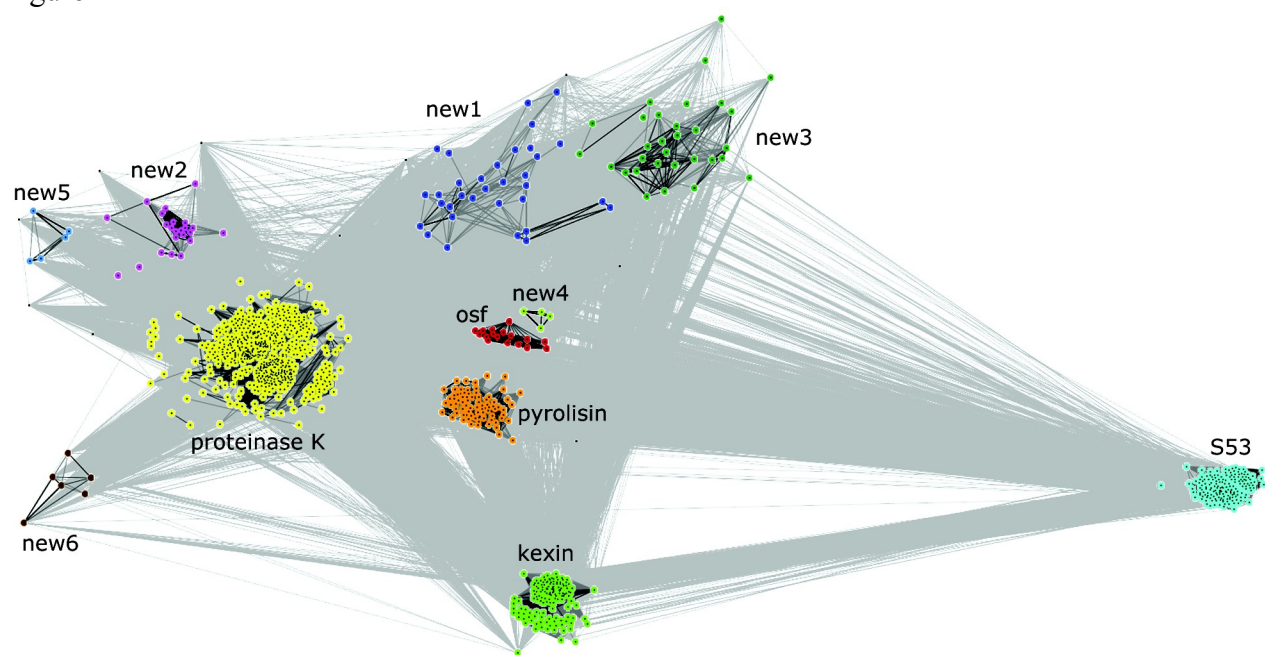 new1
new3
new2
new5
new4
osf
pyrolisin
proteinase K
S53
new6
kexin